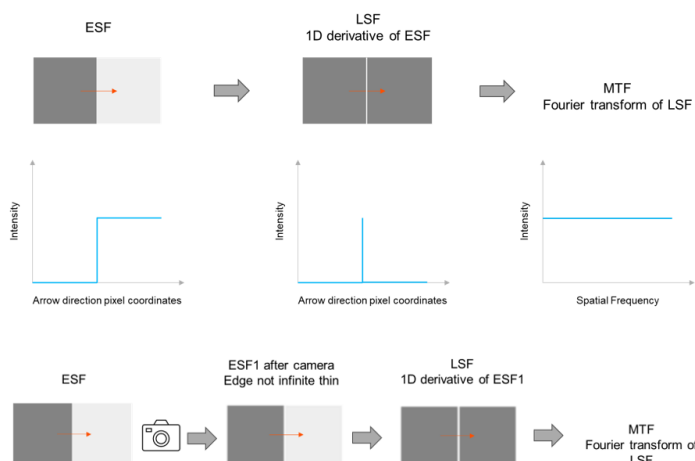 ESF
LSF
1D derivative of ESF
MTF
Fourier transform of LSF
Intensity
Arrow direction pixel coordinates
Intensity
Arrow direction pixel coordinates
Intensity
Spatial Frequency
ESF
ESF1 after camera
Edge not infinite thin
LSF
1D derivative of ESF1
MTF
Fourier transform of
LSF